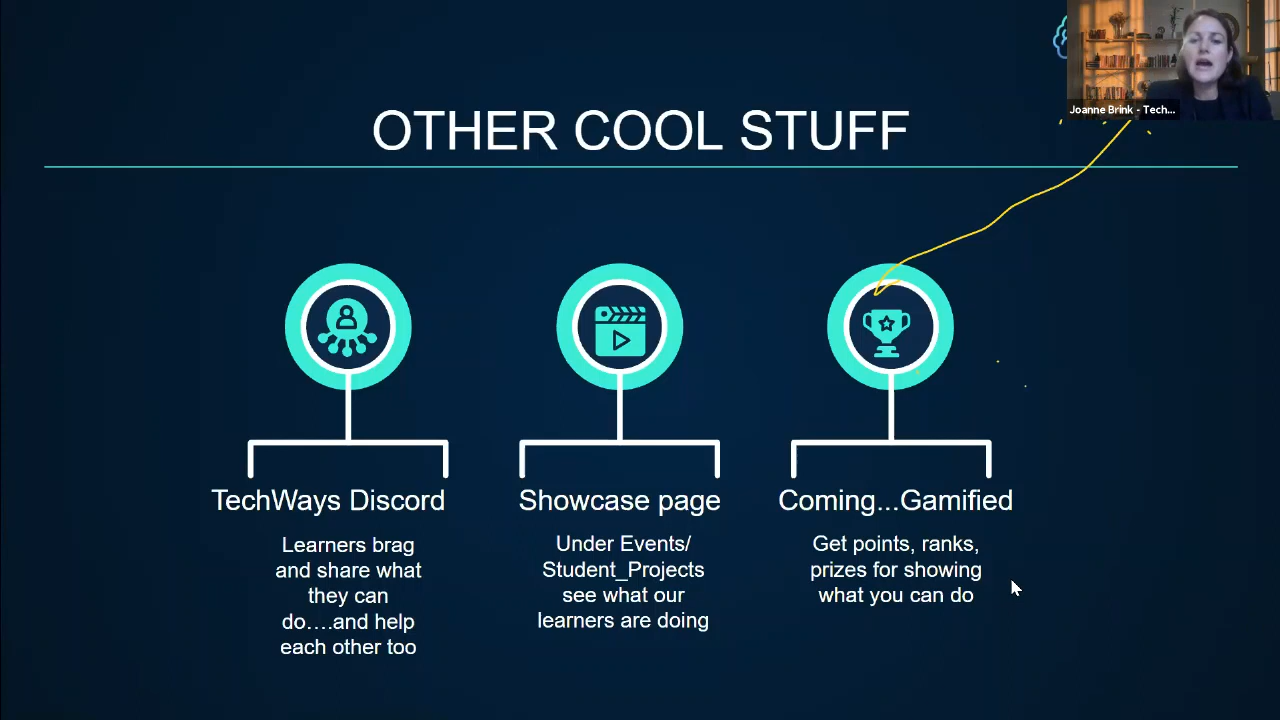 Joanne Brink - Tech...
OTHER COOL STUFF
TechWays Discord
Learners brag
and share what
they can
do….and help
each other too
Showcase page
Under Events/
Student_Projects
see what our
learners are doing
Coming...Gamified
Get points, ranks,
prizes for showing
what you can do